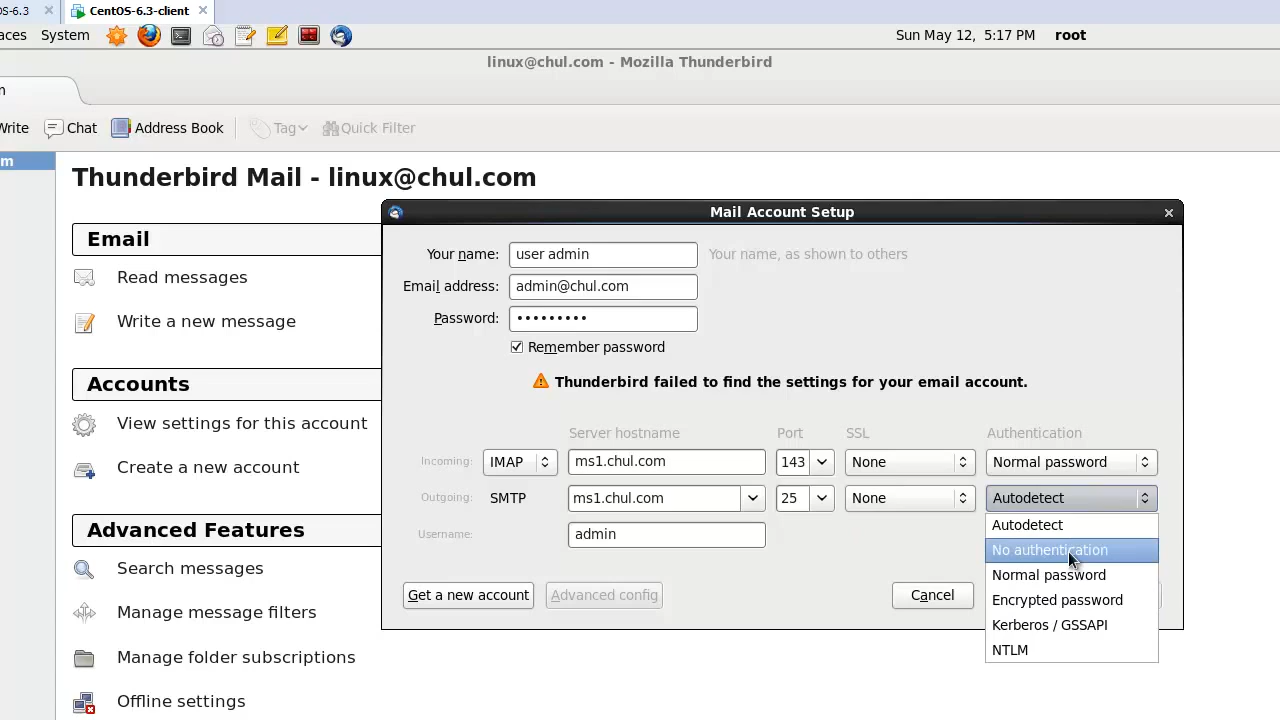 OS-6.3
CentOS-6.3-client
aces System Sun May 12, 5:17 PM root
linux@chul.com - Mozilla Thunderbird
m
Write Chat Address Book Tag Quick Filter
m
Thunderbird Mail - linux@chul.com
Email
Read messages
Write a new message
Accounts
View settings for this account
Create a new account
Advanced Features
Search messages
Manage message filters
Manage folder subscriptions
Offline settings
Mail Account Setup
Your name: user admin Your name, as shown to others
Email address: admin@chul.com
Password: •••••••••
Remember password
Thunderbird failed to find the settings for your email account.
Server hostname Port SSL Authentication
Incoming: IMAP ms1.chul.com 143 None Normal password
Outgoing: SMTP ms1.chul.com 25 None Autodetect
Username: admin
Autodetect
No authentication
Normal password
Encrypted password
Kerberos / GSSAPI
NTLM
Get a new account Advanced config Cancel